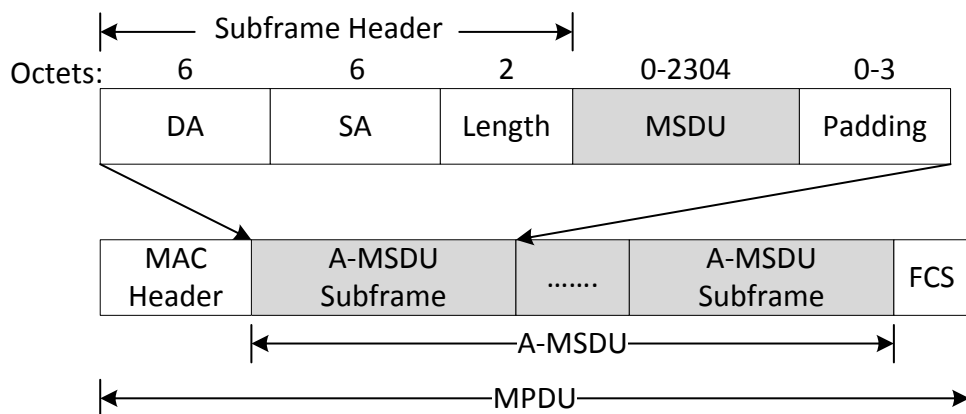 Subframe Header
Octets: 6 6 2 0-2304 0-3
DA SA Length MSDU Padding
MAC Header A-MSDU Subframe ……. A-MSDU Subframe FCS
A-MSDU
MPDU